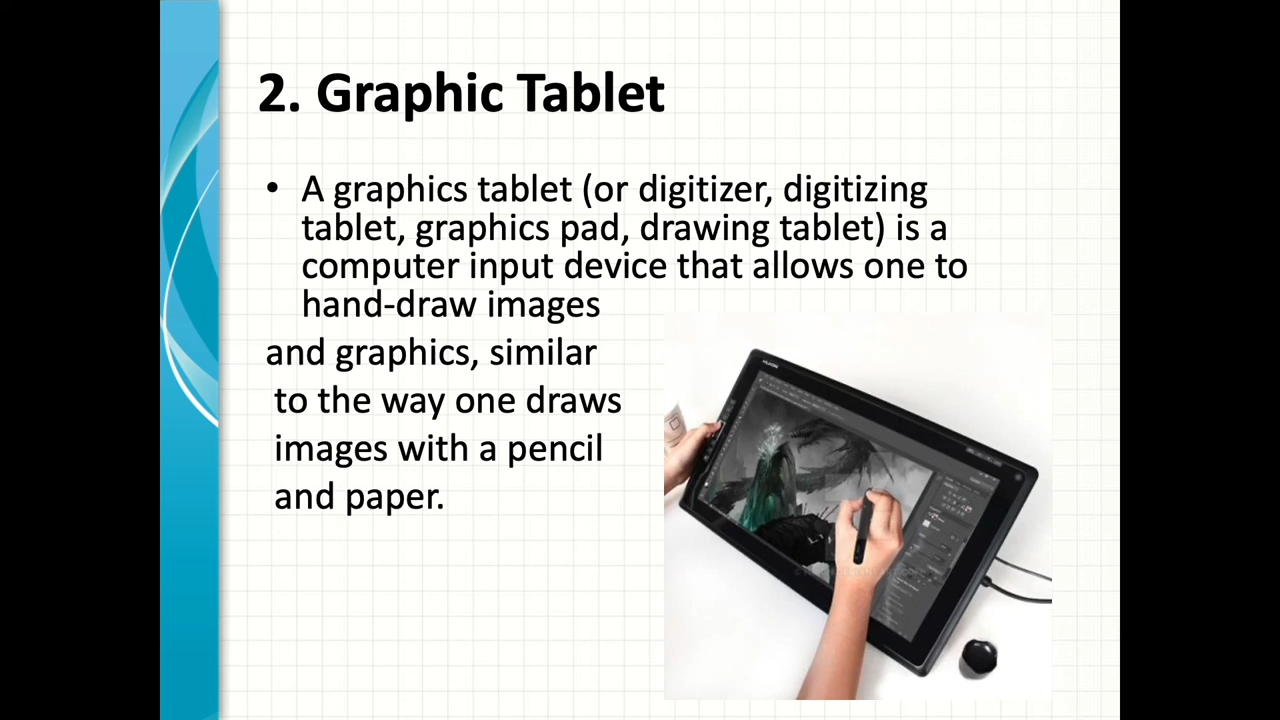 2. Graphic Tablet
• A graphics tablet (or digitizer, digitizing
tablet, graphics pad, drawing tablet) is a
computer input device that allows one to
hand-draw images
and graphics, similar
to the way one draws
images with a pencil
and paper.
HUION